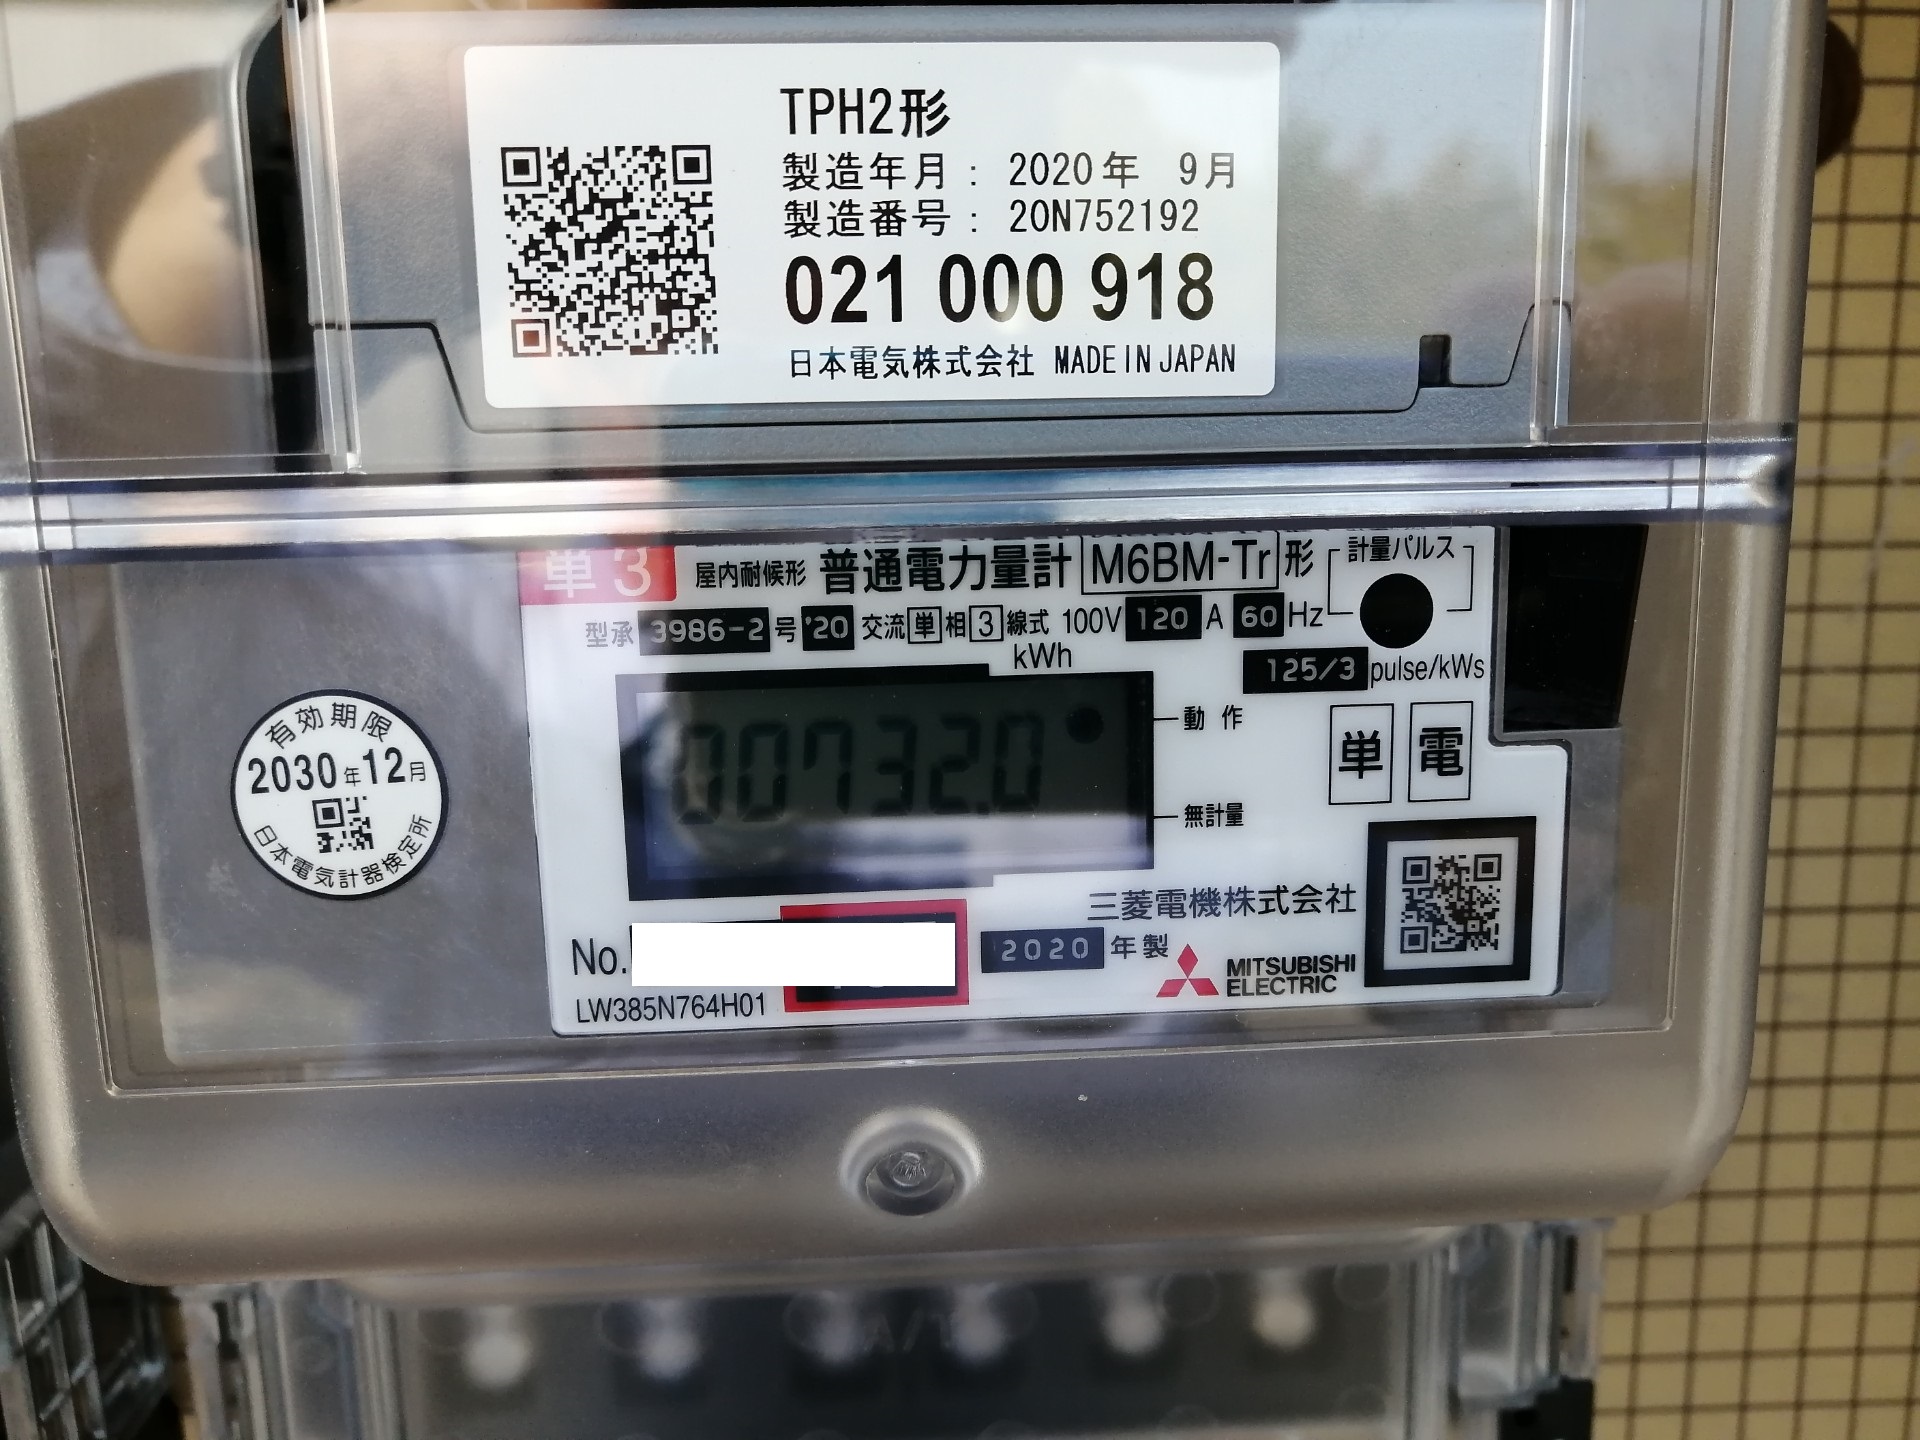 TPH2形
製造年月： 2020年 9月
製造番号： 20N752192
021 000 918
日本電気株式会社 MADE IN JAPAN
単3 屋内耐候形 普通電力量計 M6BM-Tr形
計量パルス
型承 3986-2 号 '20 交流 単 相 3 線式 100V 120 A 60 Hz
kWh
125/3 pulse/kWs
00732.0
動作
無計量
単 電
有効期限
2030年12月
日本電気計器検定所
三菱電機株式会社
No.
2020 年製
MITSUBISHI
ELECTRIC
LW385N764H01